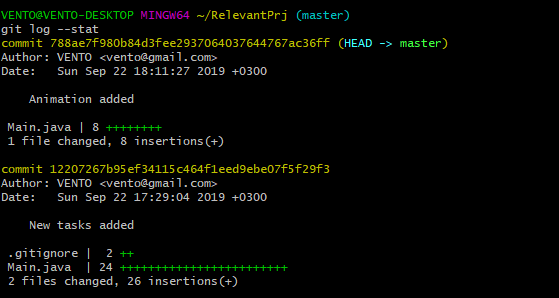 VENTO@VENTO-DESKTOP MINGW64 ~/RelevantPrj (master)
git log --stat
commit 788ae7f980b84d3fee2937064037644767ac36ff (HEAD -> master)
Author: VENTO <vento@gmail.com>
Date:   Sun Sep 22 18:11:27 2019 +0300
    Animation added
 Main.java | 8 ++++++++
 1 file changed, 8 insertions(+)
commit 12207267b95ef34115c464f1eed9ebe07f5f29f3
Author: VENTO <vento@gmail.com>
Date:   Sun Sep 22 17:29:04 2019 +0300
    New tasks added
 .gitignore |  2 ++
 Main.java  | 24 ++++++++++++++++++++++++
 2 files changed, 26 insertions(+)